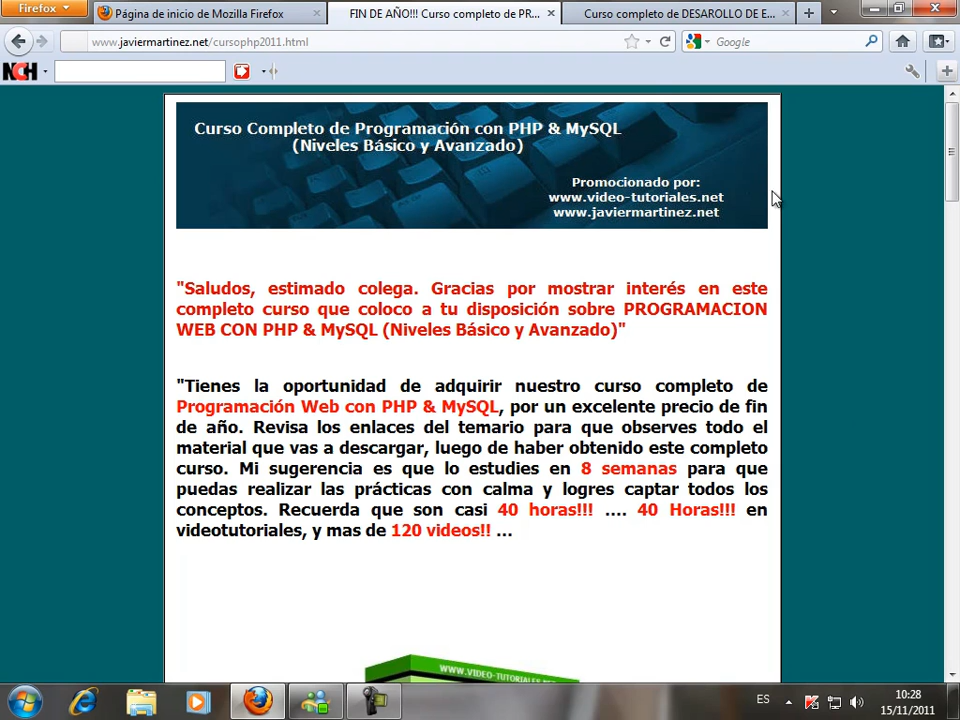 Firefox
Página de inicio de Mozilla Firefox
FIN DE AÑO!!! Curso completo de PR...
Curso completo de DESAROLLO DE E...
www.javiermartinez.net/cursophp2011.html
Google
NCH
Curso Completo de Programación con PHP & MySQL
(Niveles Básico y Avanzado)
Promocionado por:
www.video-tutoriales.net
www.javiermartinez.net
"Saludos, estimado colega. Gracias por mostrar interés en este
completo curso que coloco a tu disposición sobre PROGRAMACION
WEB CON PHP & MySQL (Niveles Básico y Avanzado)"
"Tienes la oportunidad de adquirir nuestro curso completo de
Programación Web con PHP & MySQL, por un excelente precio de fin
de año. Revisa los enlaces del temario para que observes todo el
material que vas a descargar, luego de haber obtenido este completo
curso. Mi sugerencia es que lo estudies en 8 semanas para que
puedas realizar las prácticas con calma y logres captar todos los
conceptos. Recuerda que son casi 40 horas!!! .... 40 Horas!!! en
videotutoriales, y mas de 120 videos!! ...
ES
10:28
15/11/2011